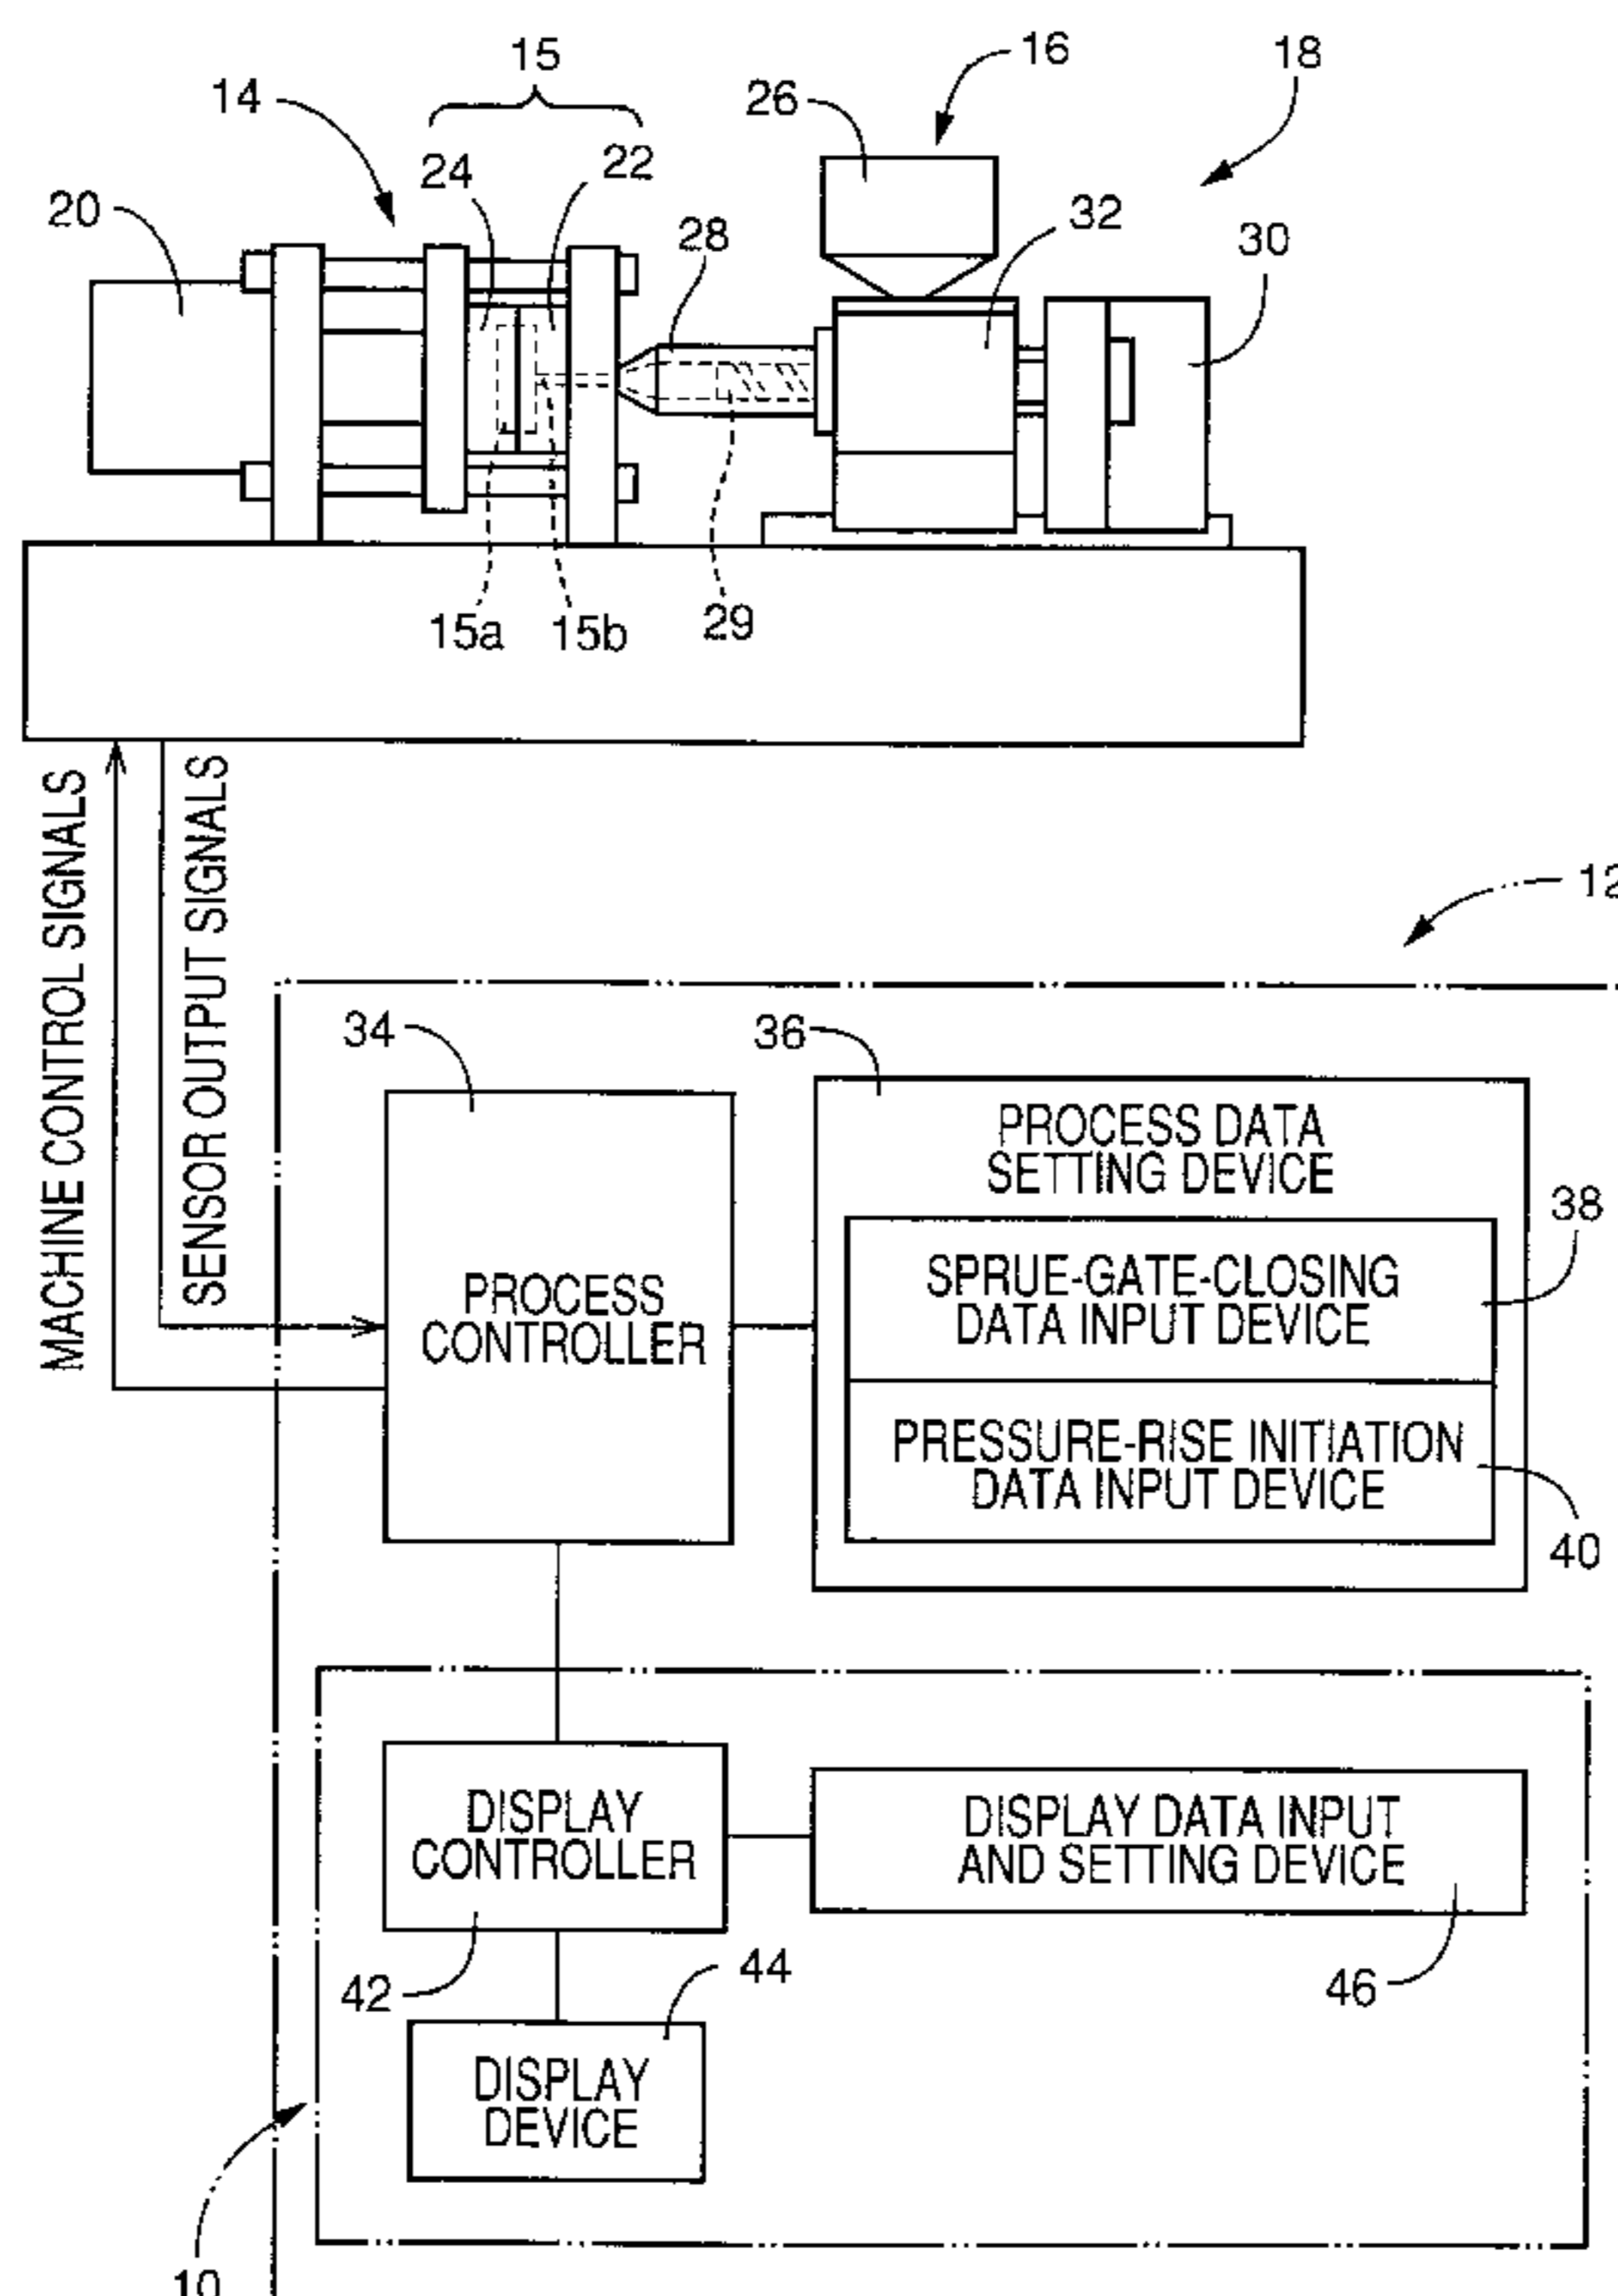 15
16
18
14
26
24
22
20
28
32
30
15a
15b
29
MACHINE CONTROL SIGNALS
SENSOR OUTPUT SIGNALS
12
34
36
PROCESS DATA
SETTING DEVICE
38
SPRUE-GATE-CLOSING
DATA INPUT DEVICE
PROCESS
CONTROLLER
PRESSURE-RISE INITIATION
DATA INPUT DEVICE
40
DISPLAY
CONTROLLER
DISPLAY DATA INPUT
AND SETTING DEVICE
42
44
46
DISPLAY
DEVICE
10